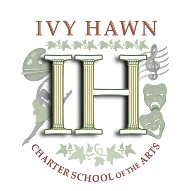 IVY HAWN
IH
CHARTER SCHOOL OF THE ARTS